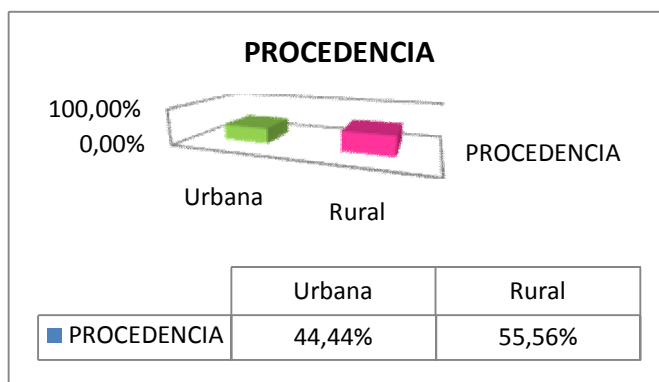 PROCEDENCIA
100,00%
0,00%
PROCEDENCIA
Urbana
Rural
Urbana Rural
PROCEDENCIA 44,44% 55,56%